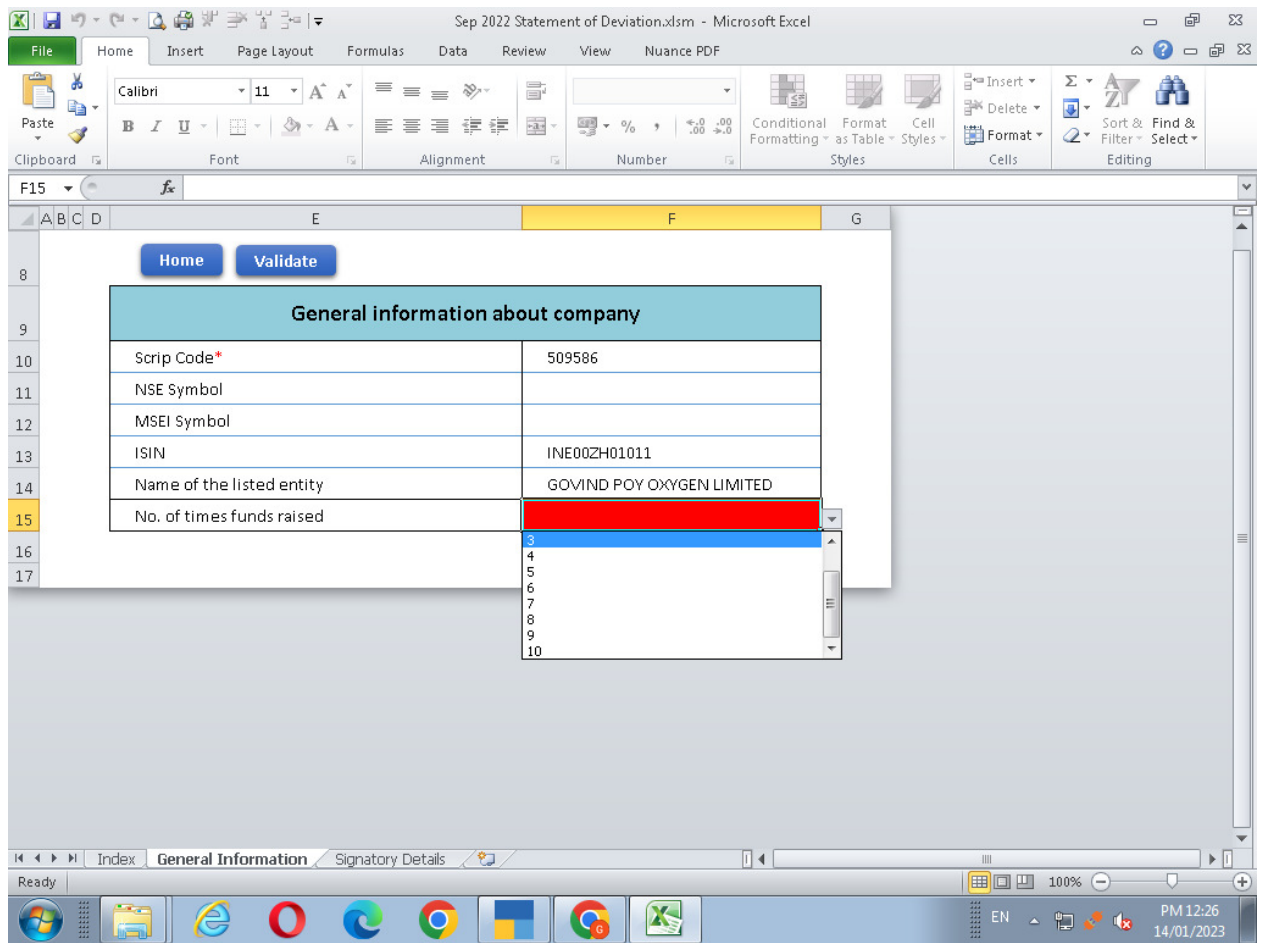 Sep 2022 Statement of Deviation.xlsm - Microsoft Excel
File Home Insert Page Layout Formulas Data Review View Nuance PDF
Calibri 11
Paste
Conditional Formatting Format as Table Cell Styles
Insert
Delete
Format
Sort & Filter Find & Select
Clipboard Font Alignment Number Styles Cells Editing
F15 fx
A B C D E F G
8 Home Validate
9 General information about company
10 Scrip Code* 509586
11 NSE Symbol
12 MSEI Symbol
13 ISIN INE00ZH01011
14 Name of the listed entity GOVIND POY OXYGEN LIMITED
15 No. of times funds raised
3
16 4
5
17 6
7
8
9
10
Index General Information Signatory Details
Ready 100%
EN PM 12:26
14/01/2023